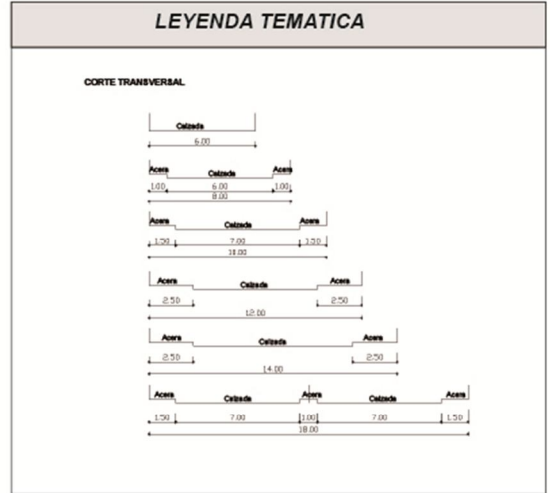 LEYENDA TEMATICA
CORTE TRANSVERSAL
Calzada
6.00
Acera Calzada Acera
1.00 6.00 1.00
8.00
Acera Calzada Acera
1.50 7.00 1.50
10.00
Acera Calzada Acera
2.50 2.50
12.00
Acera Calzada Acera
2.50 2.50
14.00
Acera Calzada Acera Calzada Acera
1.50 7.00 1.00 7.00 1.50
18.00